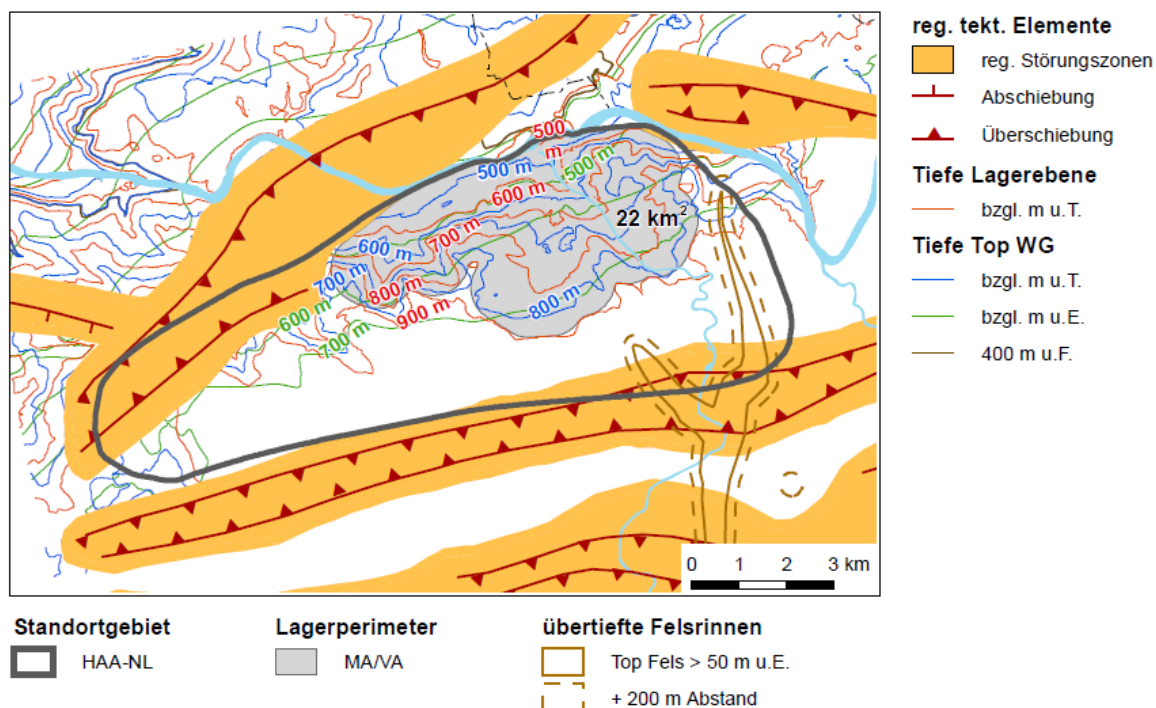 500
m
500 m
500 m
600 m
22 km²
700 m
600 m
700 m
800 m
800 m
600 m
900 m
700 m
0 1 2 3 km
reg. tekt. Elemente
reg. Störungszonen
Abschiebung
Überschiebung
Tiefe Lagerebene
bzgl. m u.T.
Tiefe Top WG
bzgl. m u.T.
bzgl. m u.E.
400 m u.F.
Standortgebiet
HAA-NL
Lagerperimeter
MA/VA
übertiefte Felsrinnen
Top Fels > 50 m u.E.
+ 200 m Abstand